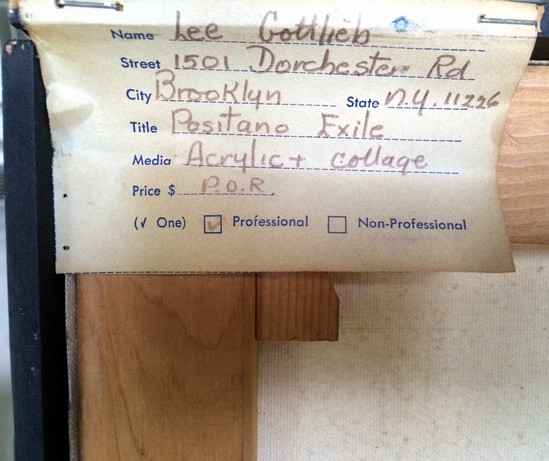 Name Lee Gottlieb
Street 1501 Dorchester Rd
City Brooklyn State N.Y. 11226
Title Positano Exile
Media Acrylic + collage
Price $ P.O.R.
(√ One) ☑ Professional ☐ Non-Professional